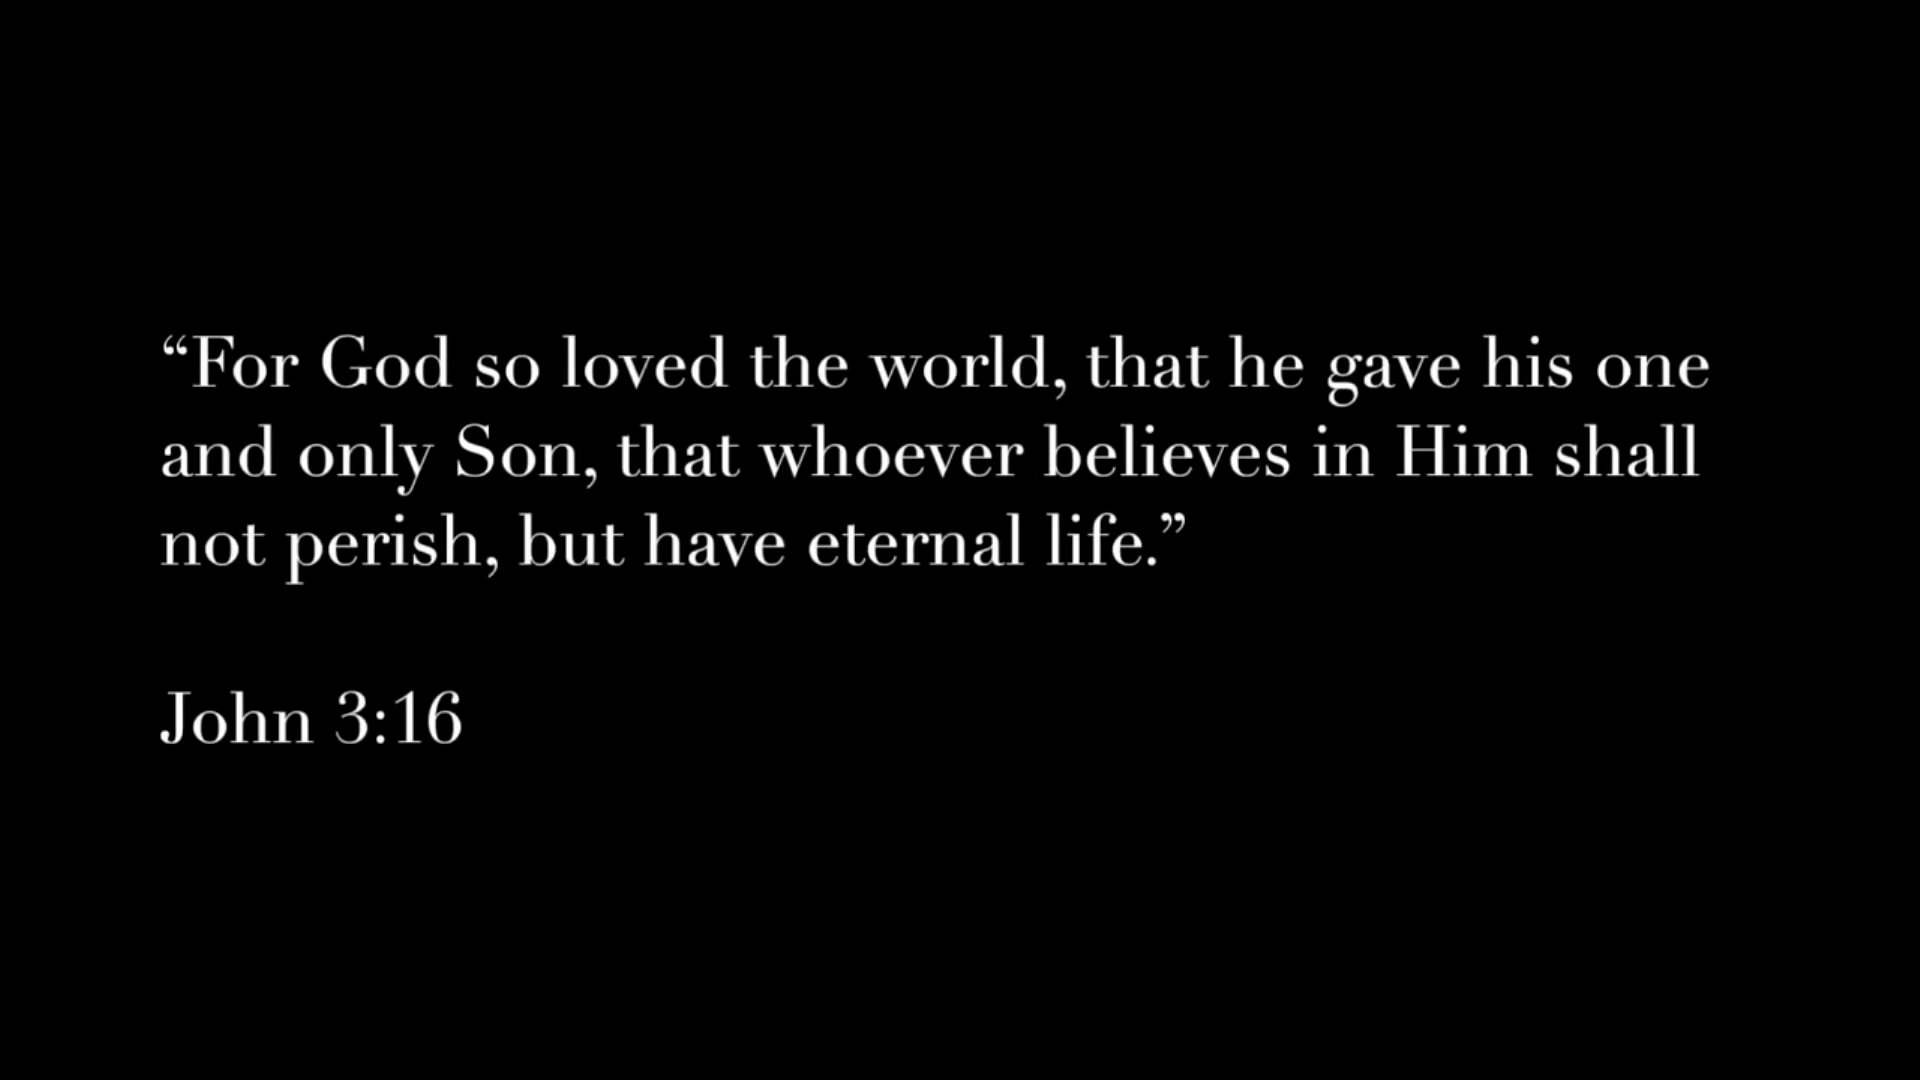 “For God so loved the world, that he gave his one
and only Son, that whoever believes in Him shall
not perish, but have eternal life.”
John 3:16